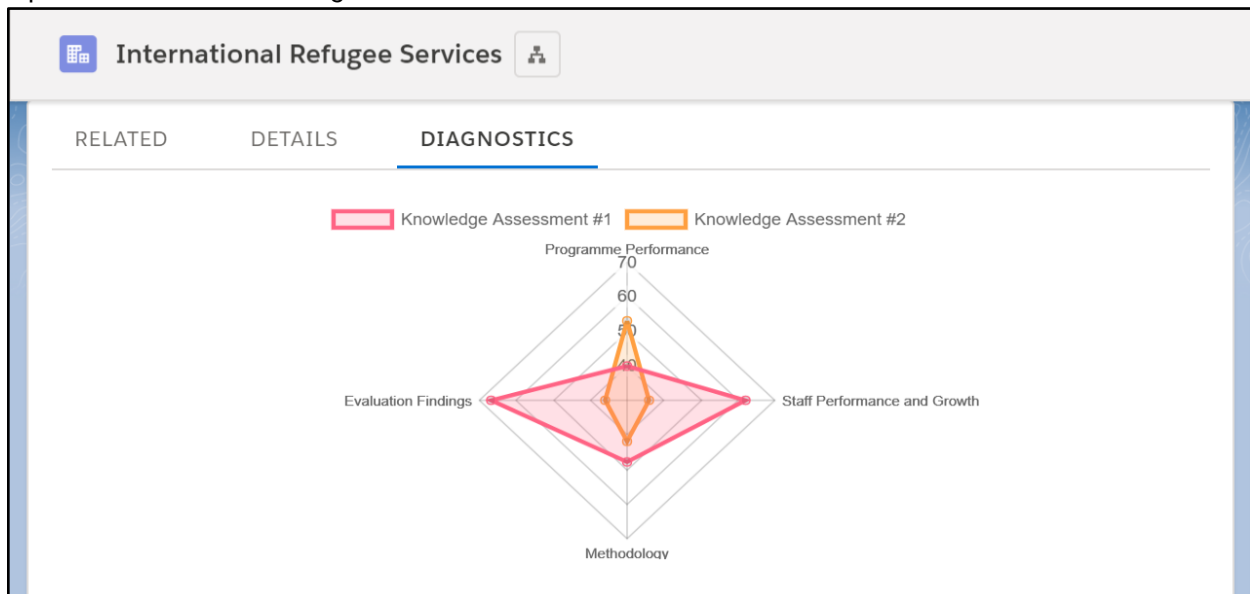 International Refugee Services
RELATED DETAILS DIAGNOSTICS
Knowledge Assessment #1 Knowledge Assessment #2
Programme Performance
70
60
50
40
Evaluation Findings Staff Performance and Growth
Methodology